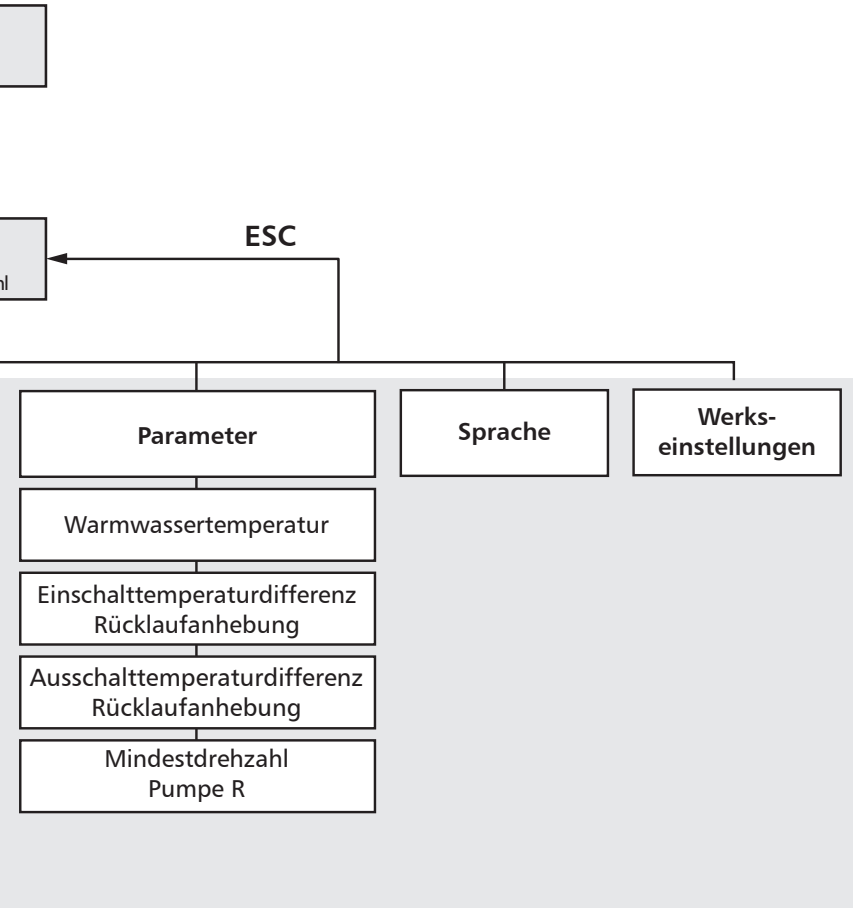 ESC
Parameter
Sprache
Werks-
einstellungen
Warmwassertemperatur
Einschalttemperaturdifferenz
Rücklaufanhebung
Ausschalttemperaturdifferenz
Rücklaufanhebung
Mindestdrehzahl
Pumpe R